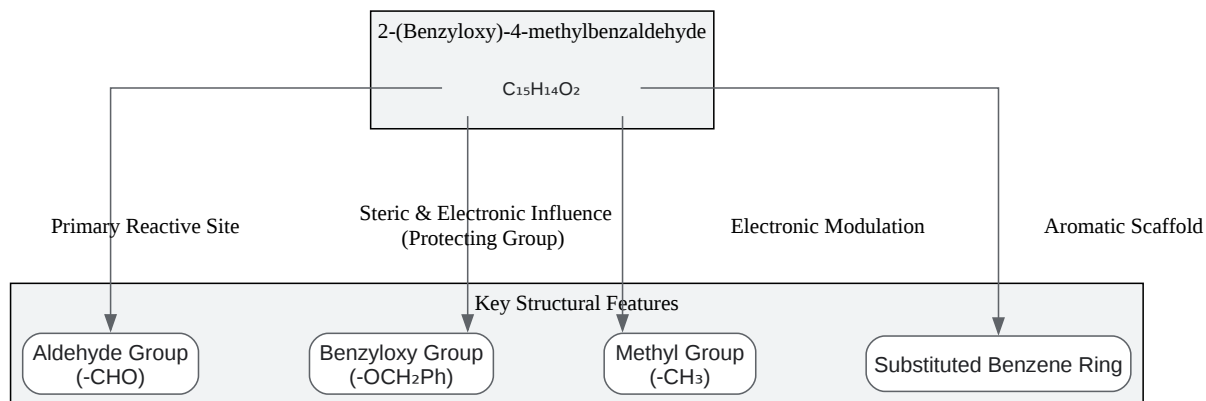 2-(Benzyloxy)-4-methylbenzaldehyde
C₁₅H₁₄O₂
Primary Reactive Site
Steric & Electronic Influence
(Protecting Group)
Electronic Modulation
Aromatic Scaffold
Key Structural Features
Aldehyde Group
(-CHO)
Benzyloxy Group
(-OCH₂Ph)
Methyl Group
(-CH₃)
Substituted Benzene Ring